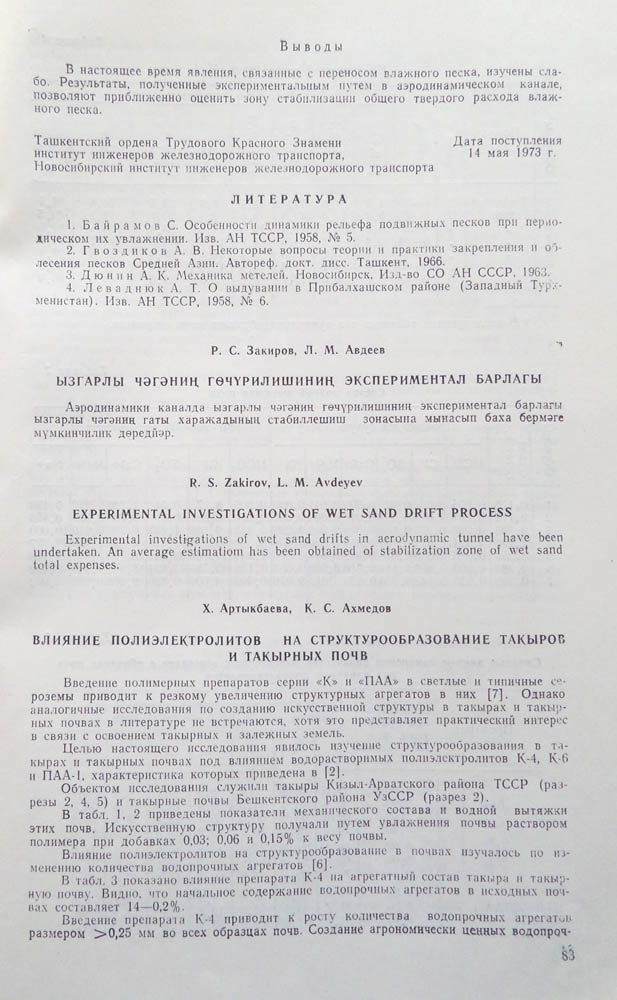 Выводы
В настоящее время явления, связанные с переносом влажного песка, изучены сла-
бо. Результаты, полученные экспериментальным путем в аэродинамическом канале,
позволяют приближенно оценить зону стабилизации общего твердого расхода влаж-
ного песка.
Ташкентский ордена Трудового Красного Знамени
институт инженеров железнодорожного транспорта,
Новосибирский институт инженеров железнодорожного транспорта
Дата поступления
14 мая 1973 г.
ЛИТЕРАТУРА
1. Байрамов С. Особенности динамики рельефа подвижных песков при перио-
дическом их увлажнении. Изв. АН ТССР, 1958, № 5.
2. Гвоздиков А. В. Некоторые вопросы теории и практики закрепления и об-
лесения песков Средней Азии. Автореф. докт. дисс. Ташкент, 1966.
3. Дюнин А. К. Механика метелей. Новосибирск, Изд-во СО АН СССР, 1963.
4. Леваднюк А. Т. О выдувании в Прибалхашском районе (Западный Турк-
менистан). Изв. АН ТССР, 1958, № 6.
Р. С. Закиров, Л. М. Авдеев
ЫЗГАРЛЫ ЧӘГӘНИҢ ГӨЧҮРИЛИШИНИҢ ЭКСПЕРИМЕНТАЛ БАРЛАГЫ
Аэродинамики каналда ызгарлы чәгәниң гөчүрилишиниң экспериментал барлагы
ызгарлы чәгәниң гаты харажадының стабиллешиш зонасына мынасып баха бермәге
мүмкинчилик дөредйәр.
R. S. Zakirov, L. M. Avdeyev
EXPERIMENTAL INVESTIGATIONS OF WET SAND DRIFT PROCESS
Experimental investigations of wet sand drifts in aerodynamic tunnel have been
undertaken. An average estimatiom has been obtained of stabilization zone of wet sand
total expenses.
Х. Артыкбаева, К. С. Ахмедов
ВЛИЯНИЕ ПОЛИЭЛЕКТРОЛИТОВ НА СТРУКТУРООБРАЗОВАНИЕ ТАКЫРОВ
И ТАКЫРНЫХ ПОЧВ
Введение полимерных препаратов серии «К» и «ПАА» в светлые и типичные се-
роземы приводит к резкому увеличению структурных агрегатов в них [7]. Однако
аналогичные исследования по созданию искусственной структуры в такырах и такыр-
ных почвах в литературе не встречаются, хотя это представляет практический интерес
в связи с освоением такырных и залежных земель.
Целью настоящего исследования явилось изучение структурообразования в та-
кырах и такырных почвах под влиянием водорастворимых полиэлектролитов К-4, К-6
и ПАА-1, характеристика которых приведена в [2].
Объектом исследования служили такыры Кизыл-Арватского района ТССР (раз-
резы 2, 4, 5) и такырные почвы Бешкентского района УзССР (разрез 2).
В табл. 1, 2 приведены показатели механического состава и водной вытяжки
этих почв. Искусственную структуру получали путем увлажнения почвы раствором
полимера при добавках 0,03; 0,06 и 0,15% к весу почвы.
Влияние полиэлектролитов на структурообразование в почвах изучалось по из-
менению количества водопрочных агрегатов [6].
В табл. 3 показано влияние препарата К-4 на агрегатный состав такыра и такыр-
ную почву. Видно, что начальное содержание водопрочных агрегатов в исходных поч-
вах составляет 14—0,2%.
Введение препарата К-4 приводит к росту количества водопрочных агрегатов
размером >0,25 мм во всех образцах почв. Создание агрономически ценных водопроч-
83